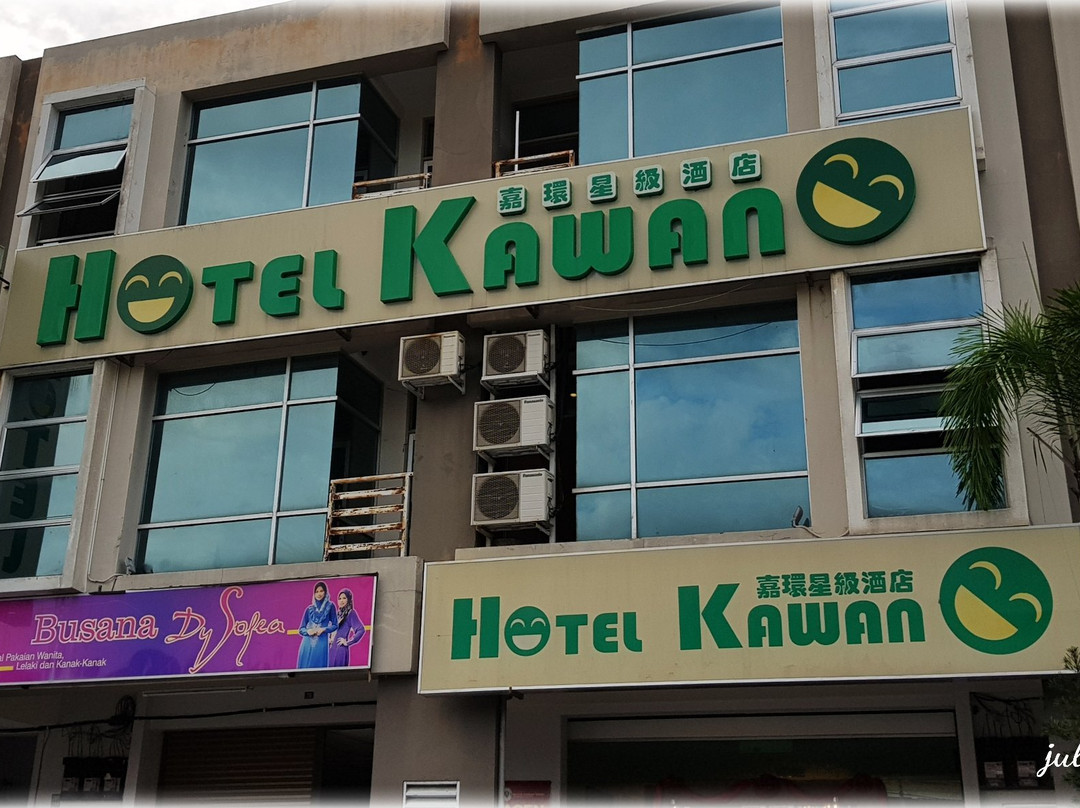 嘉環星級酒店
HOTEL KAWAN
嘉環星級酒店
HOTEL KAWAN
Busana Dy Sofea
al Pakaian Wanita,
Lelaki dan Kanak-Kanak
jul